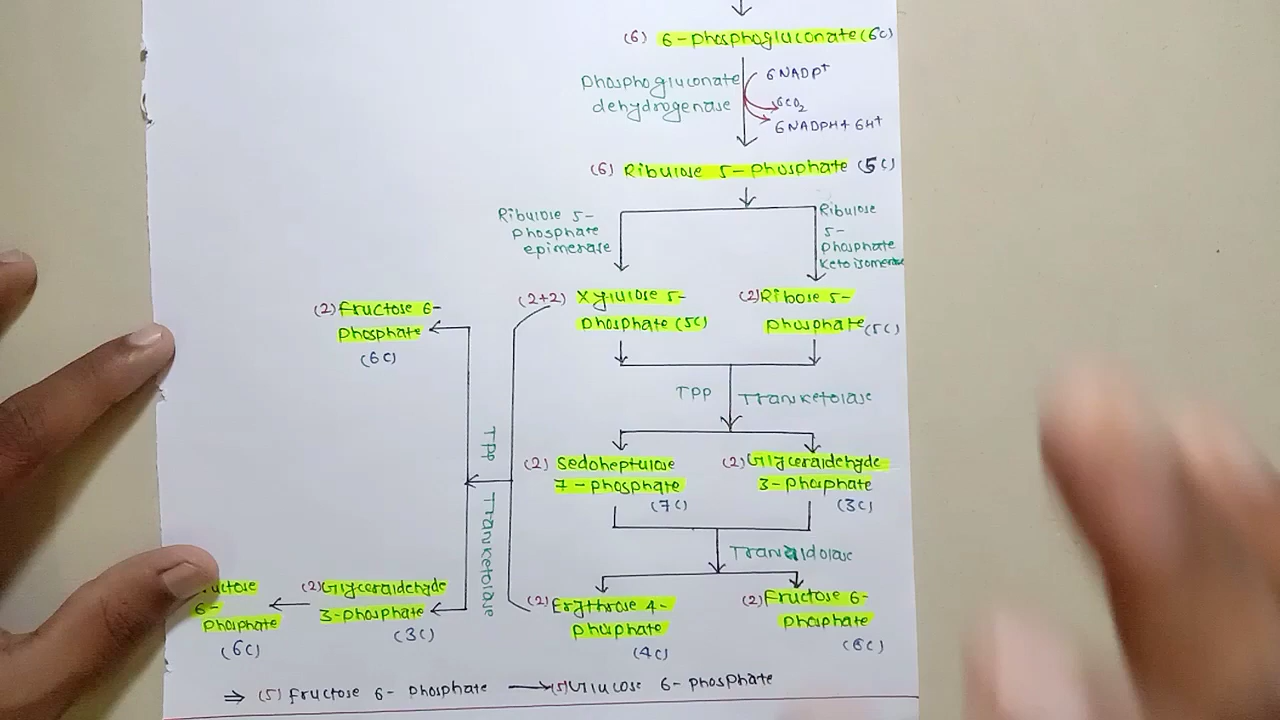 (6) 6-phosphogluconate(6C)
Phosphogluconate
dehydrogenase
6NADP+
6CO2
6NADPH+ 6H+
(6) Ribulose 5-phosphate (5C)
Ribulose 5-
phosphate
epimerase
Ribulose
5-
phosphate
Ketoisomerase
(2+2) Xylulose 5-
phosphate (5C)
(2)Ribose 5-
phosphate(5C)
(2)Fructose 6-
phosphate
(6C)
TPP Tranketolase
(2) Sedoheptulose
7-phosphate
(7C)
(2)Glyceraldehyde
3-phosphate
(3C)
TPP Tranketolase
Tranaldolase
(2) Erythrose 4-
phosphate
(4C)
(2)Fructose 6-
phosphate
(6C)
(2)Glyceraldehyde
3-phosphate
(3C)
6-
phosphate
(6C)
⇒ (5) Fructose 6- phosphate ⟶(5)Glucose 6-phosphate